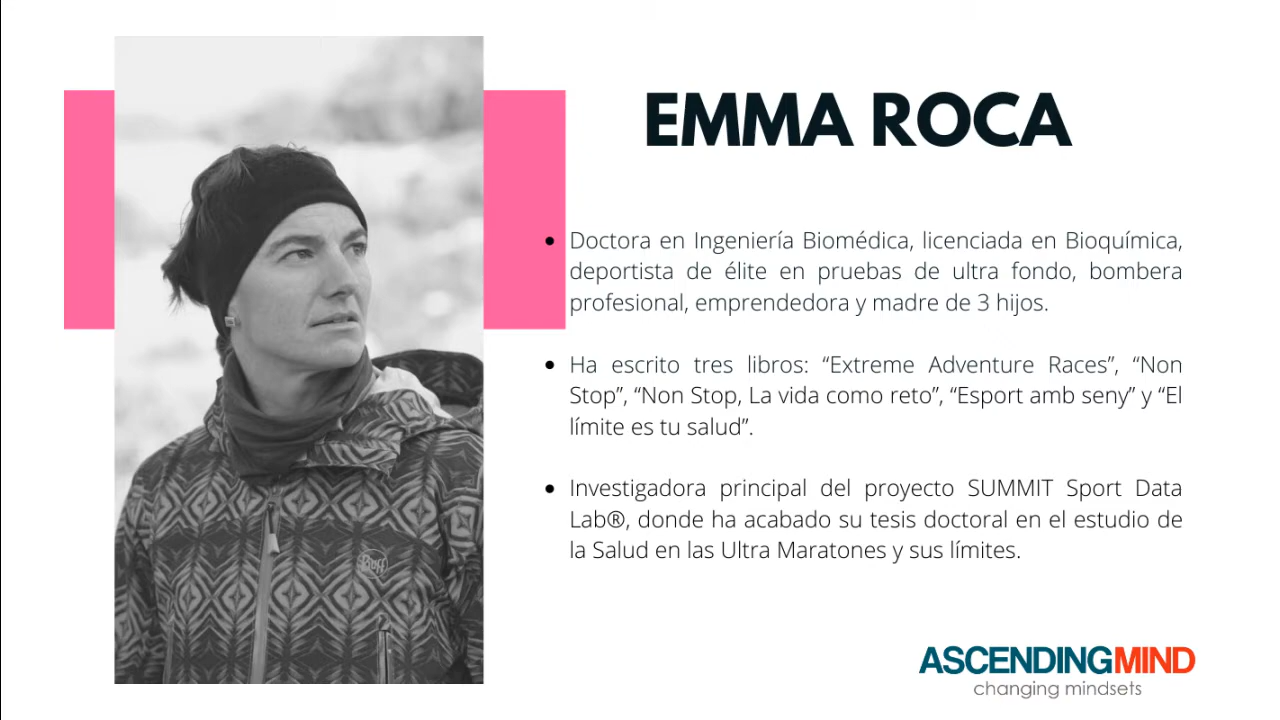 EMMA ROCA
Doctora en Ingeniería Biomédica, licenciada en Bioquímica,
deportista de élite en pruebas de ultra fondo, bombera
profesional, emprendedora y madre de 3 hijos.
Ha escrito tres libros: “Extreme Adventure Races”, “Non
Stop”, “Non Stop, La vida como reto”, “Esport amb seny” y “El
límite es tu salud”.
Investigadora principal del proyecto SUMMIT Sport Data
Lab®, donde ha acabado su tesis doctoral en el estudio de
la Salud en las Ultra Maratones y sus límites.
Buff
ASCENDINGMIND
changing mindsets